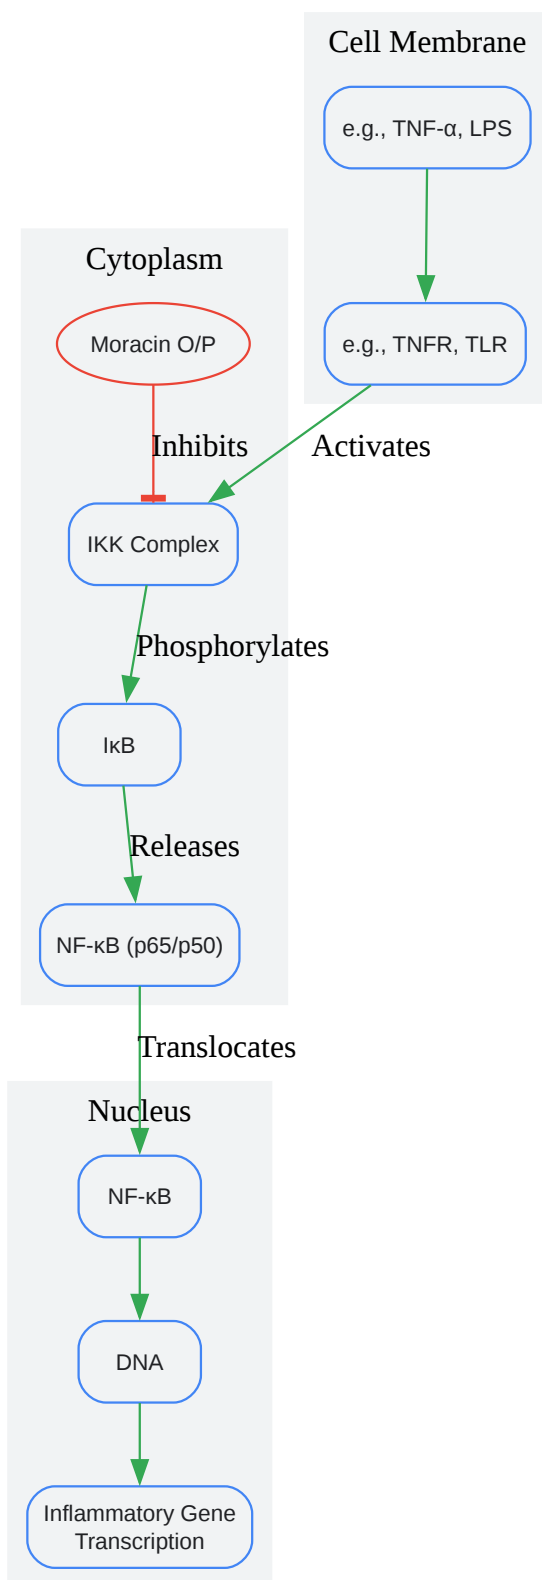 Cell Membrane
e.g., TNF-α, LPS
e.g., TNFR, TLR
Cytoplasm
Moracin O/P
Inhibits
Activates
IKK Complex
Phosphorylates
IκB
Releases
NF-κB (p65/p50)
Translocates
Nucleus
NF-κB
DNA
Inflammatory Gene
Transcription